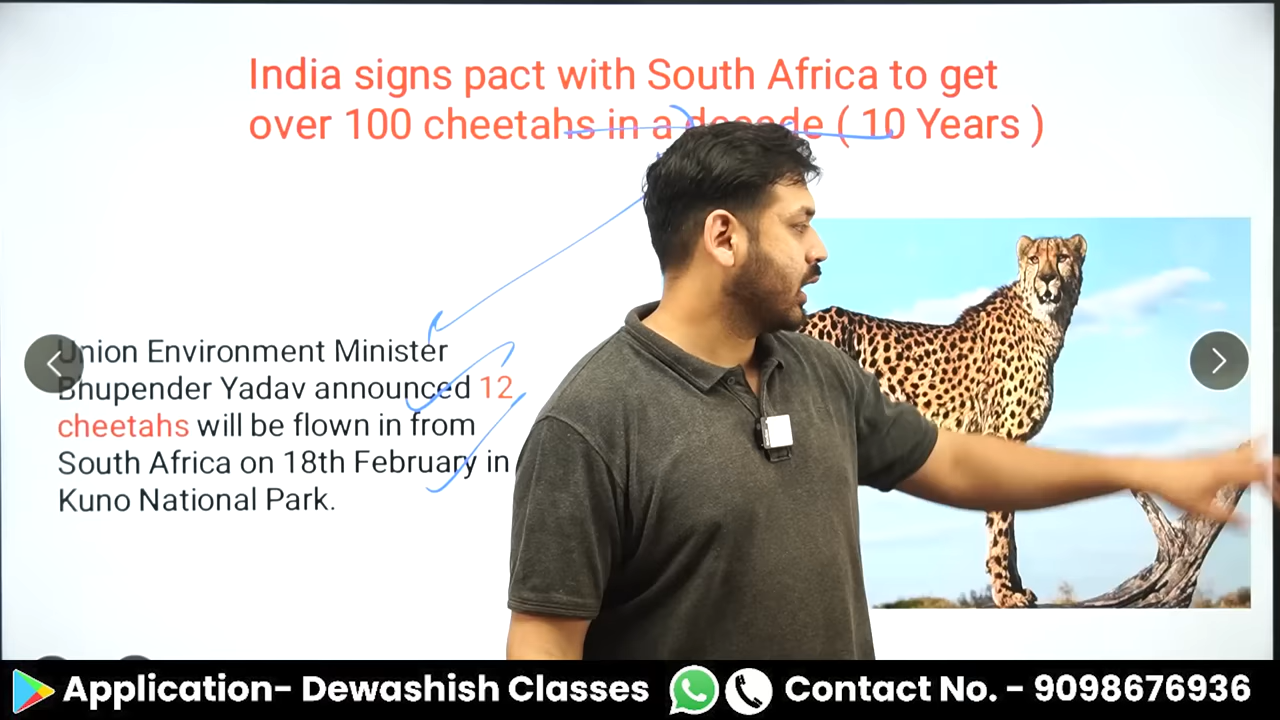 India signs pact with South Africa to get
over 100 cheetahs in a decade ( 10 Years )
Union Environment Minister
Bhupender Yadav announced 12
cheetahs will be flown in from
South Africa on 18th February in
Kuno National Park.
Application- Dewashish Classes
Contact No. - 9098676936